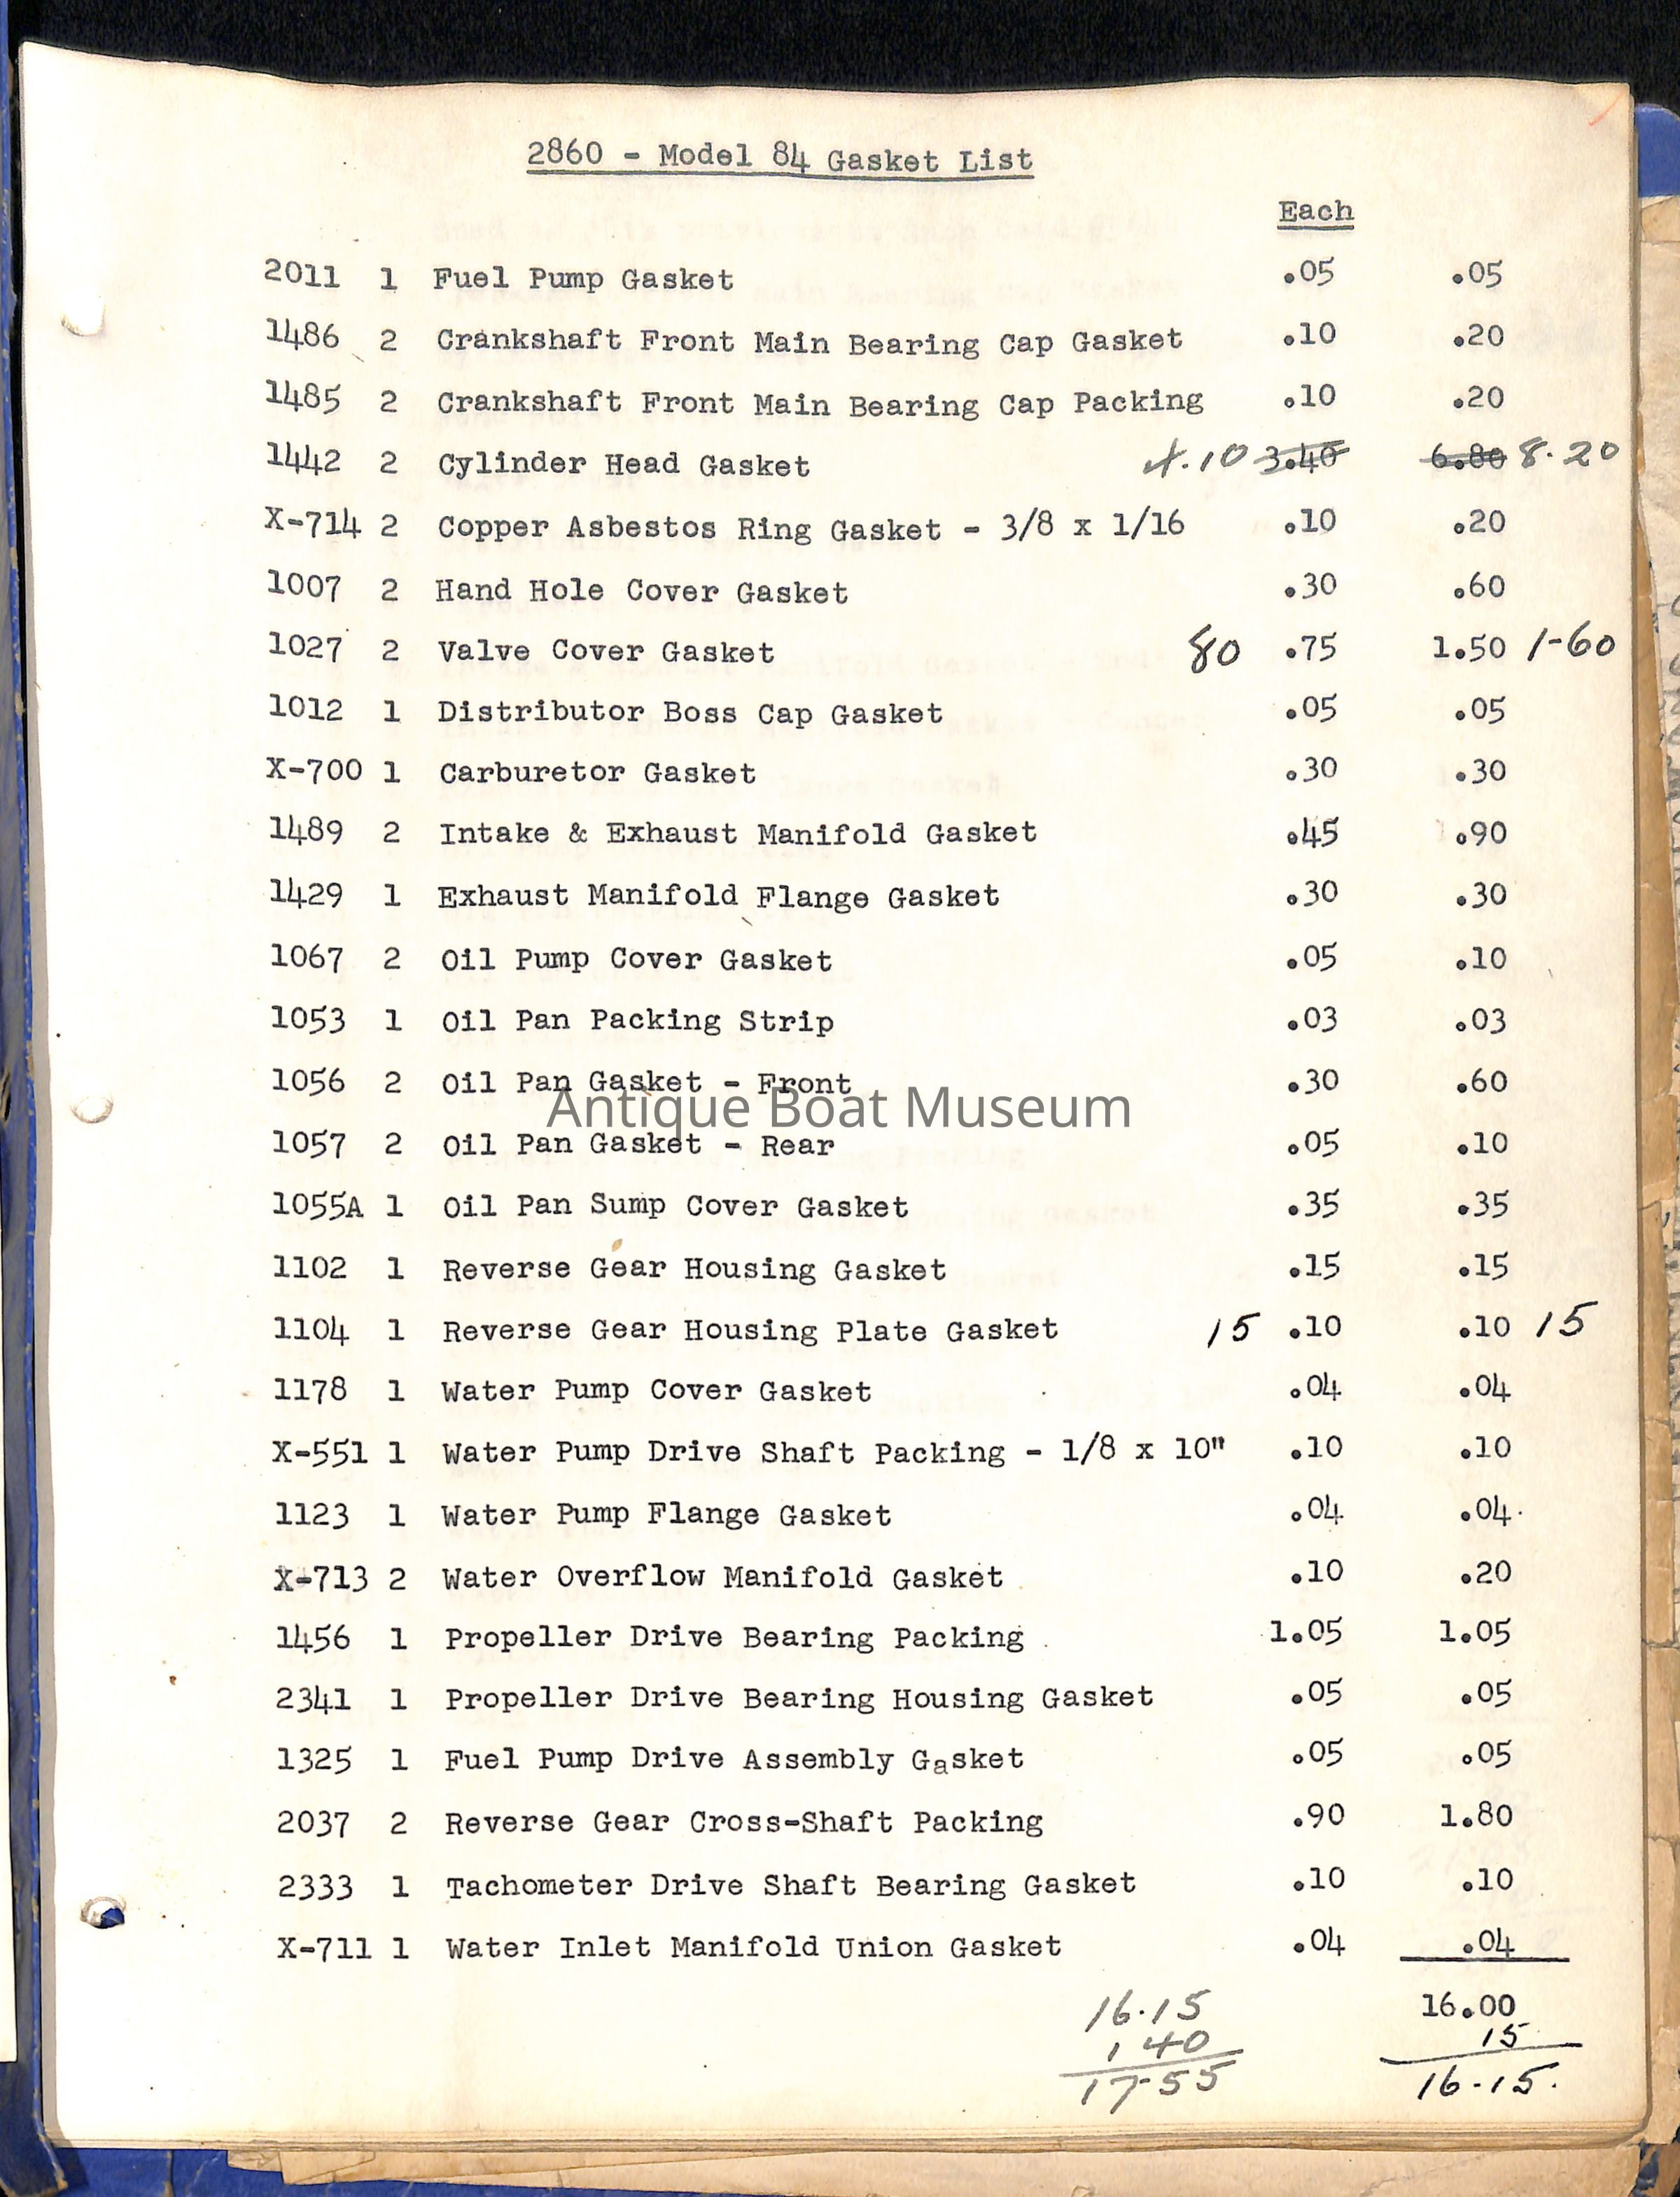 2860 - Model 84 Gasket List
Each
2011 1 Fuel Pump Gasket .05 .05
1486 2 Crankshaft Front Main Bearing Cap Gasket .10 .20
1485 2 Crankshaft Front Main Bearing Cap Packing .10 .20
1442 2 Cylinder Head Gasket 4.10 3.40 6.80 8.20
X-714 2 Copper Asbestos Ring Gasket - 3/8 x 1/16 .10 .20
1007 2 Hand Hole Cover Gasket .30 .60
1027 2 Valve Cover Gasket 80 .75 1.50 1-60
1012 1 Distributor Boss Cap Gasket .05 .05
X-700 1 Carburetor Gasket .30 .30
1489 2 Intake & Exhaust Manifold Gasket .45 .90
1429 1 Exhaust Manifold Flange Gasket .30 .30
1067 2 Oil Pump Cover Gasket .05 .10
1053 1 Oil Pan Packing Strip .03 .03
1056 2 Oil Pan Gasket - Front .30 .60
Antique Boat Museum
1057 2 Oil Pan Gasket - Rear .05 .10
1055A 1 Oil Pan Sump Cover Gasket .35 .35
1102 1 Reverse Gear Housing Gasket .15 .15
1104 1 Reverse Gear Housing Plate Gasket 15 .10 .10 15
1178 1 Water Pump Cover Gasket .04 .04
X-551 1 Water Pump Drive Shaft Packing - 1/8 x 10" .10 .10
1123 1 Water Pump Flange Gasket .04 .04
X-713 2 Water Overflow Manifold Gasket .10 .20
1456 1 Propeller Drive Bearing Packing 1.05 1.05
2341 1 Propeller Drive Bearing Housing Gasket .05 .05
1325 1 Fuel Pump Drive Assembly Gasket .05 .05
2037 2 Reverse Gear Cross-Shaft Packing .90 1.80
2333 1 Tachometer Drive Shaft Bearing Gasket .10 .10
X-711 1 Water Inlet Manifold Union Gasket .04 .04
16.15 16.00
1 40 15
17-55 16-15.